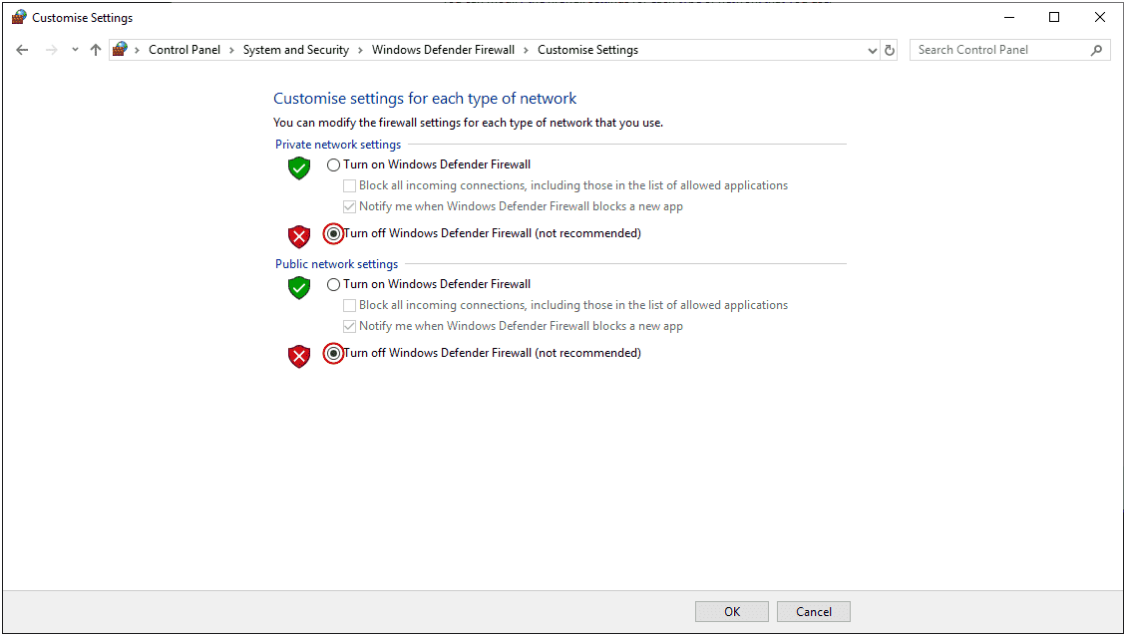 Customise Settings
Control Panel > System and Security > Windows Defender Firewall > Customise Settings
Search Control Panel
Customise settings for each type of network
You can modify the firewall settings for each type of network that you use.
Private network settings
Turn on Windows Defender Firewall
Block all incoming connections, including those in the list of allowed applications
Notify me when Windows Defender Firewall blocks a new app
Turn off Windows Defender Firewall (not recommended)
Public network settings
Turn on Windows Defender Firewall
Block all incoming connections, including those in the list of allowed applications
Notify me when Windows Defender Firewall blocks a new app
Turn off Windows Defender Firewall (not recommended)
OK
Cancel